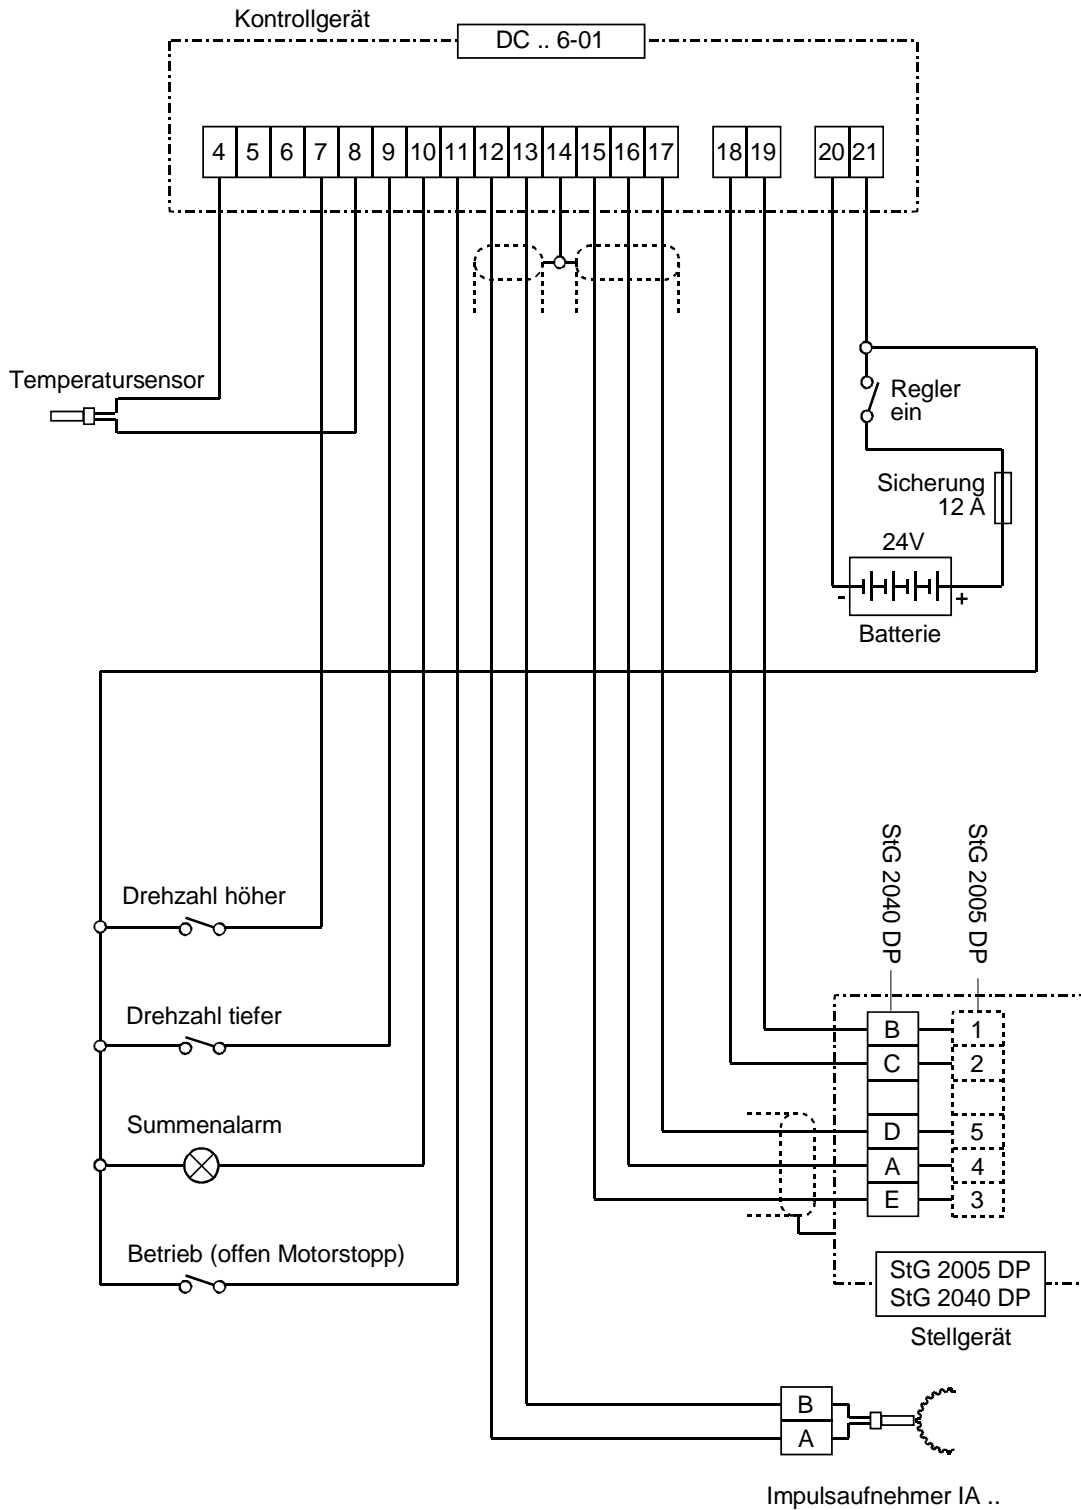 Kontrollgerät
DC .. 6-01
4 5 6 7 8 9 10 11 12 13 14 15 16 17 18 19 20 21
Temperatursensor
Regler
ein
Sicherung
12 A
24V
- +
Batterie
StG 2040 DP
StG 2005 DP
Drehzahl höher
Drehzahl tiefer
Summenalarm
Betrieb (offen Motorstopp)
B 1
C 2
D 5
A 4
E 3
StG 2005 DP
StG 2040 DP
Stellgerät
B
A
Impulsaufnehmer IA ..